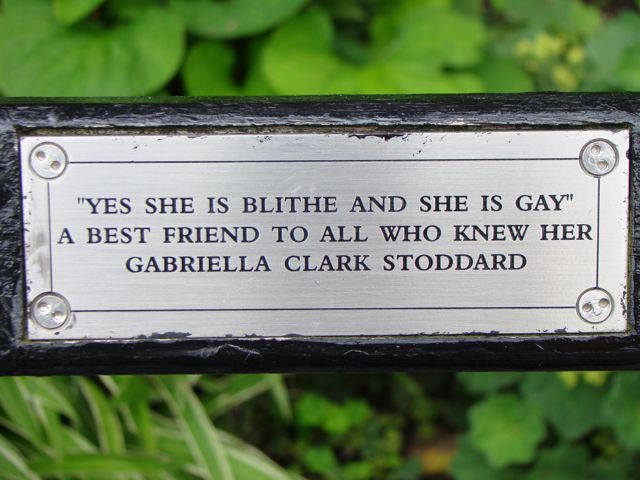 "YES SHE IS BLITHE AND SHE IS GAY"
A BEST FRIEND TO ALL WHO KNEW HER
GABRIELLA CLARK STODDARD